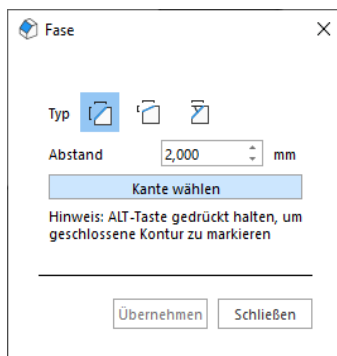 Fase
Typ
Abstand 2,000 mm
Kante wählen
Hinweis: ALT-Taste gedrückt halten, um
geschlossene Kontur zu markieren
Übernehmen Schließen